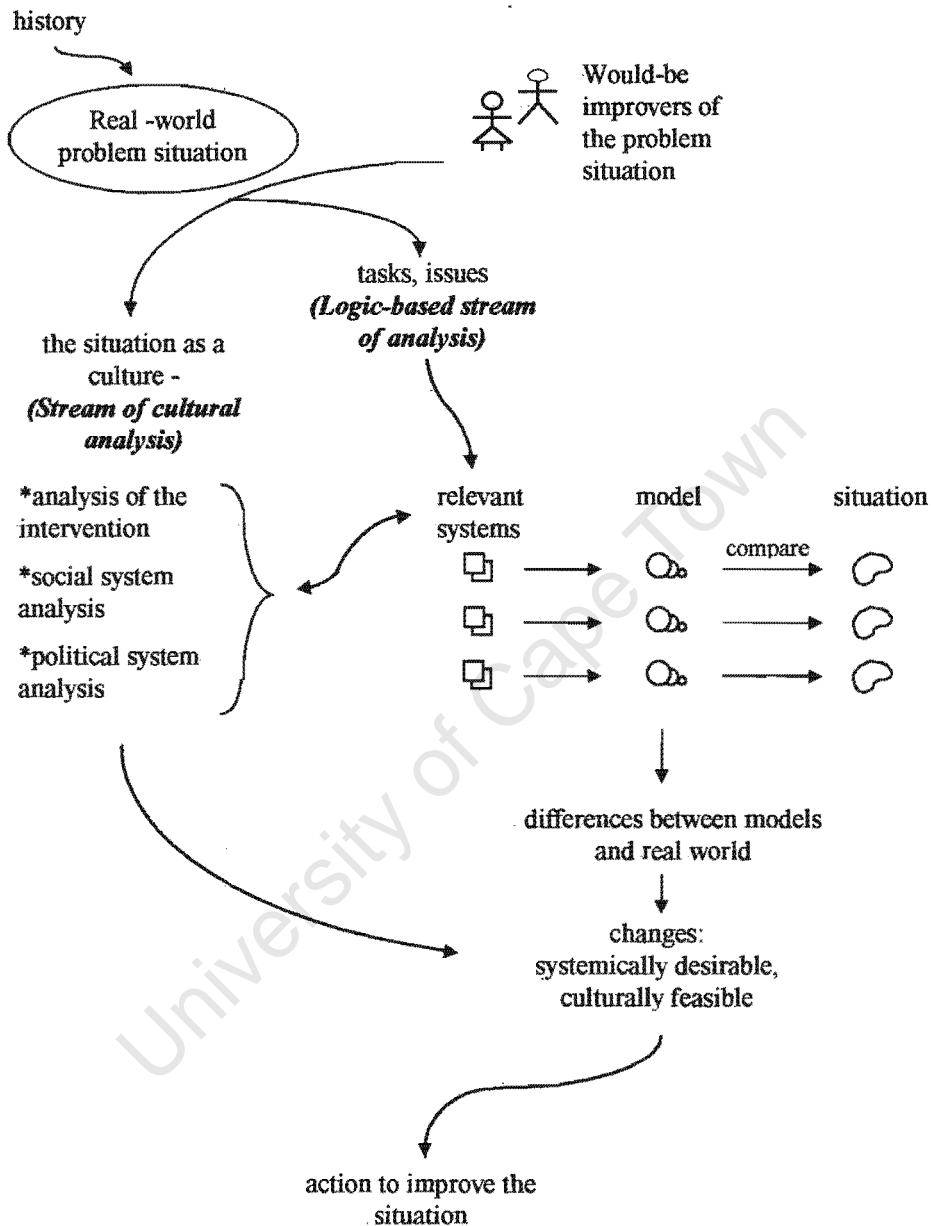 history
Real -world
problem situation
Would-be
improvers of
the problem
situation
tasks, issues
(Logic-based stream
of analysis)
the situation as a
culture -
(Stream of cultural
analysis)
*analysis of the
intervention
*social system
analysis
*political system
analysis
relevant
systems
model
situation
compare
differences between models
and real world
changes:
systemically desirable,
culturally feasible
action to improve the
situation
University of Cape Town